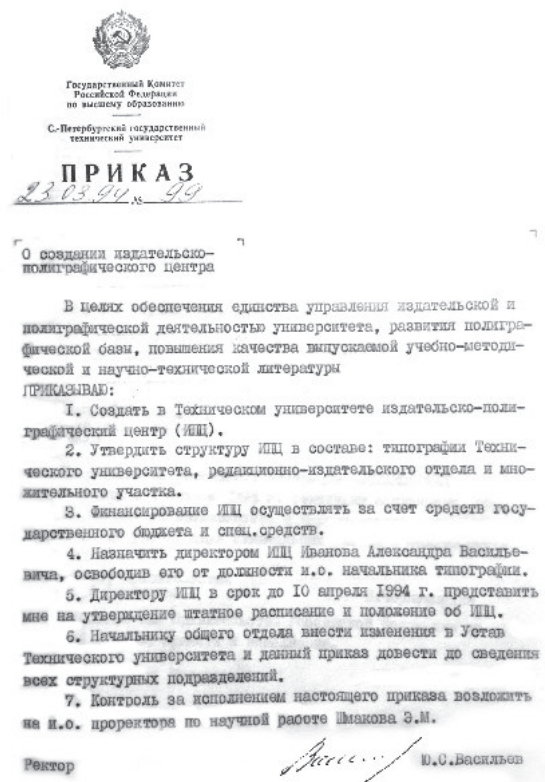 Государственный Комитет
Российской Федерации
по высшему образованию
С.-Петербургский государственный
технический университет
ПРИКАЗ
23.03.94 № 99
О создании издательско-
полиграфического центра
В целях обеспечения единства управления издательской и
полиграфической деятельностью университета, развития полигра-
фической базы, повышения качества выпускаемой учебно-методи-
ческой и научно-технической литературы
ПРИКАЗЫВАЮ:
1. Создать в Техническом университете издательско-поли-
графический центр (ИПЦ).
2. Утвердить структуру ИПЦ в составе: типографии Техни-
ческого университета, редакционно-издательского отдела и мно-
жительного участка.
3. Финансирование ИПЦ осуществлять за счет средств госу-
дарственного бюджета и спец.средств.
4. Назначить директором ИПЦ Иванова Александра Василье-
вича, освободив его от должности и.о. начальника типографии.
5. Директору ИПЦ в срок до 10 апреля 1994 г. представить
мне на утверждение штатное расписание и положение об ИПЦ.
6. Начальнику общего отдела внести изменения в Устав
Технического университета и данный приказ довести до сведения
всех структурных подразделений.
7. Контроль за исполнением настоящего приказа возложить
на и.о. проректора по научной работе Шмакова Э.М.
Ректор Ю.С.Васильев